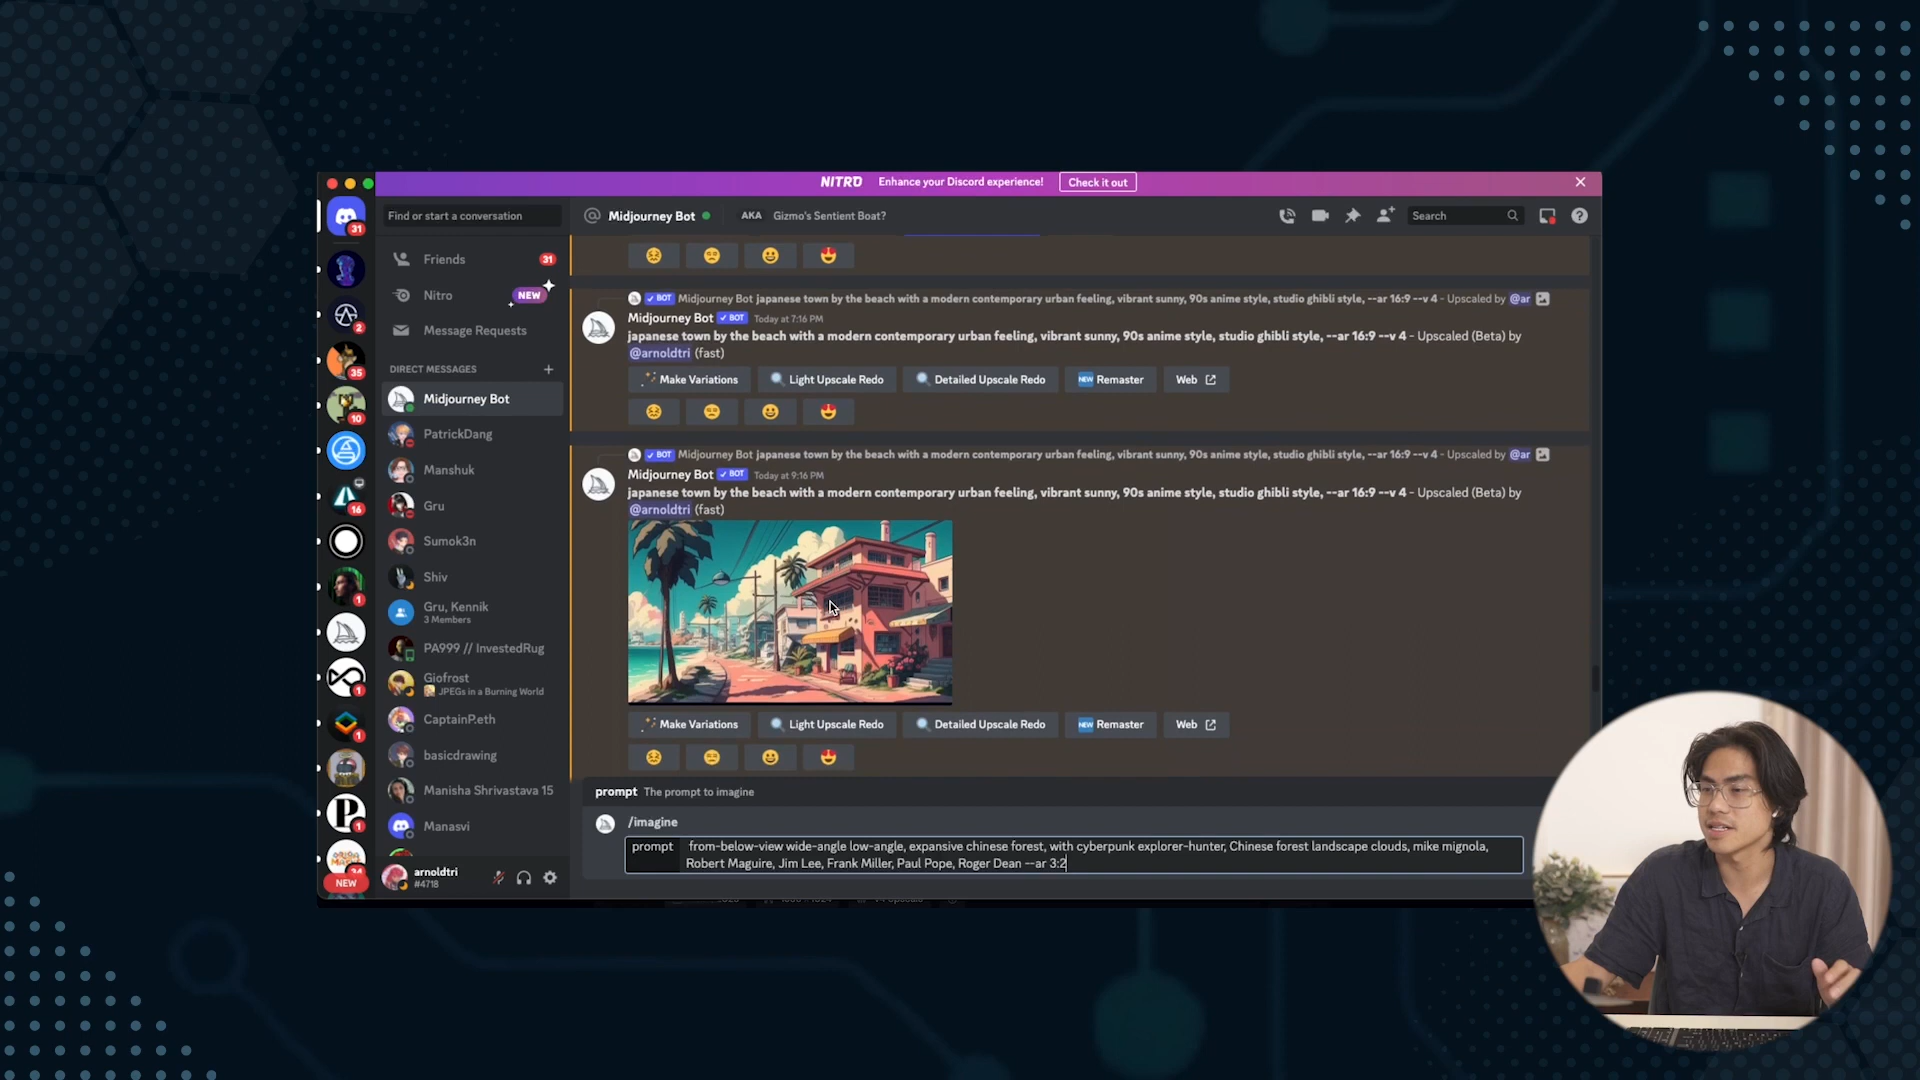 NITRO Enhance your Discord experience! Check it out
31
Find or start a conversation
Midjourney Bot AKA Gizmo's Sentient Boat?
Search
Friends 31
Nitro NEW
Message Requests
DIRECT MESSAGES
Midjourney Bot
PatrickDang
Manshuk
Gru
Sumok3n
Shiv
Gru, Kennik
3 Members
PA999 // InvestedRug
Giofrost
JPEGs in a Burning World
CaptainP.eth
basicdrawing
Manisha Shrivastava 15
Manasvi
arnoldtri
#4718
2
35
10
16
1
1
1
1
NEW
BOT Midjourney Bot japanese town by the beach with a modern contemporary urban feeling, vibrant sunny, 90s anime style, studio ghibli style, --ar 16:9 --v 4 - Upscaled by @ar
Midjourney Bot BOT Today at 7:16 PM
japanese town by the beach with a modern contemporary urban feeling, vibrant sunny, 90s anime style, studio ghibli style, --ar 16:9 --v 4 - Upscaled (Beta) by
@arnoldtri (fast)
Make Variations Light Upscale Redo Detailed Upscale Redo NEW Remaster Web
BOT Midjourney Bot japanese town by the beach with a modern contemporary urban feeling, vibrant sunny, 90s anime style, studio ghibli style, --ar 16:9 --v 4 - Upscaled by @ar
Midjourney Bot BOT Today at 9:16 PM
japanese town by the beach with a modern contemporary urban feeling, vibrant sunny, 90s anime style, studio ghibli style, --ar 16:9 --v 4 - Upscaled (Beta) by
@arnoldtri (fast)
Make Variations Light Upscale Redo Detailed Upscale Redo NEW Remaster Web
prompt The prompt to imagine
/imagine
prompt from-below-view wide-angle low-angle, expansive chinese forest, with cyberpunk explorer-hunter, Chinese forest landscape clouds, mike mignola,
Robert Maguire, Jim Lee, Frank Miller, Paul Pope, Roger Dean --ar 3:2